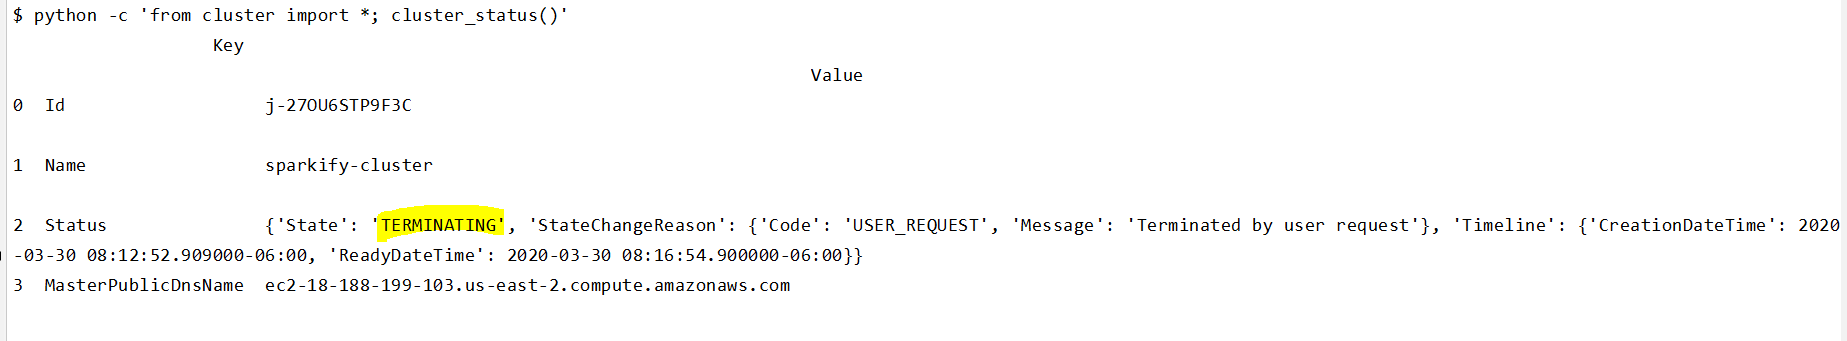 $ python -c 'from cluster import *; cluster_status()'
Key
Value
0 Id j-27OU6STP9F3C
1 Name sparkify-cluster
2 Status {'State': 'TERMINATING', 'StateChangeReason': {'Code': 'USER_REQUEST', 'Message': 'Terminated by user request'}, 'Timeline': {'CreationDateTime': 2020
-03-30 08:12:52.909000-06:00, 'ReadyDateTime': 2020-03-30 08:16:54.900000-06:00}}
3 MasterPublicDnsName ec2-18-188-199-103.us-east-2.compute.amazonaws.com